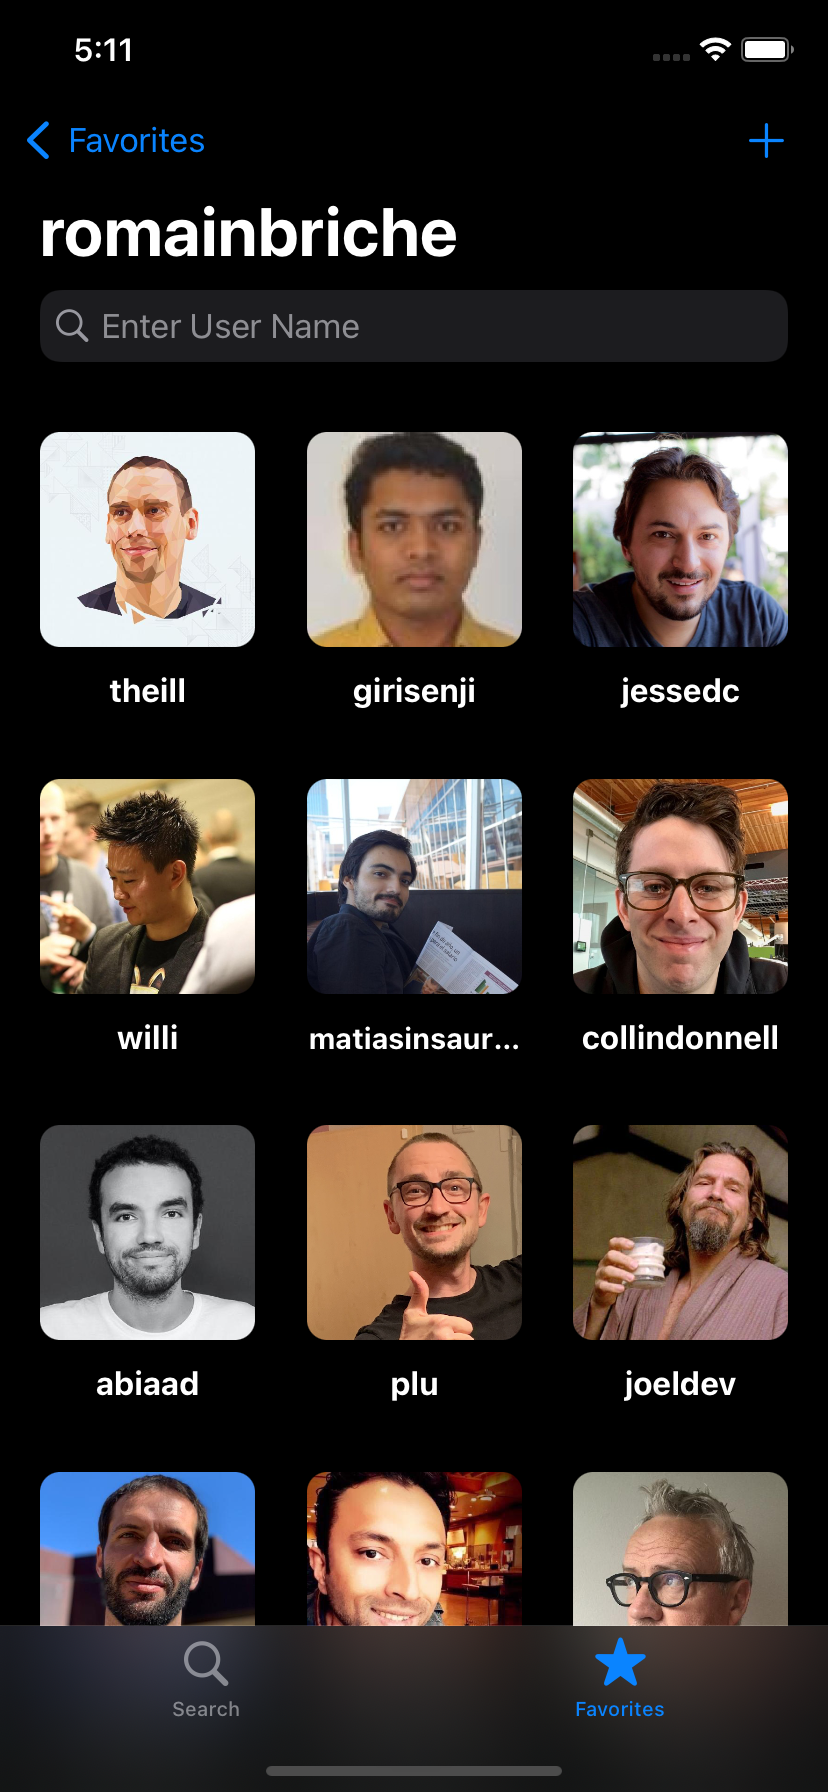 5:11
Favorites
romainbriche
Enter User Name
theill
girisenji
jessedc
willi
matiasinsaur...
collindonnell
abiaad
plu
joeldev
Search
Favorites